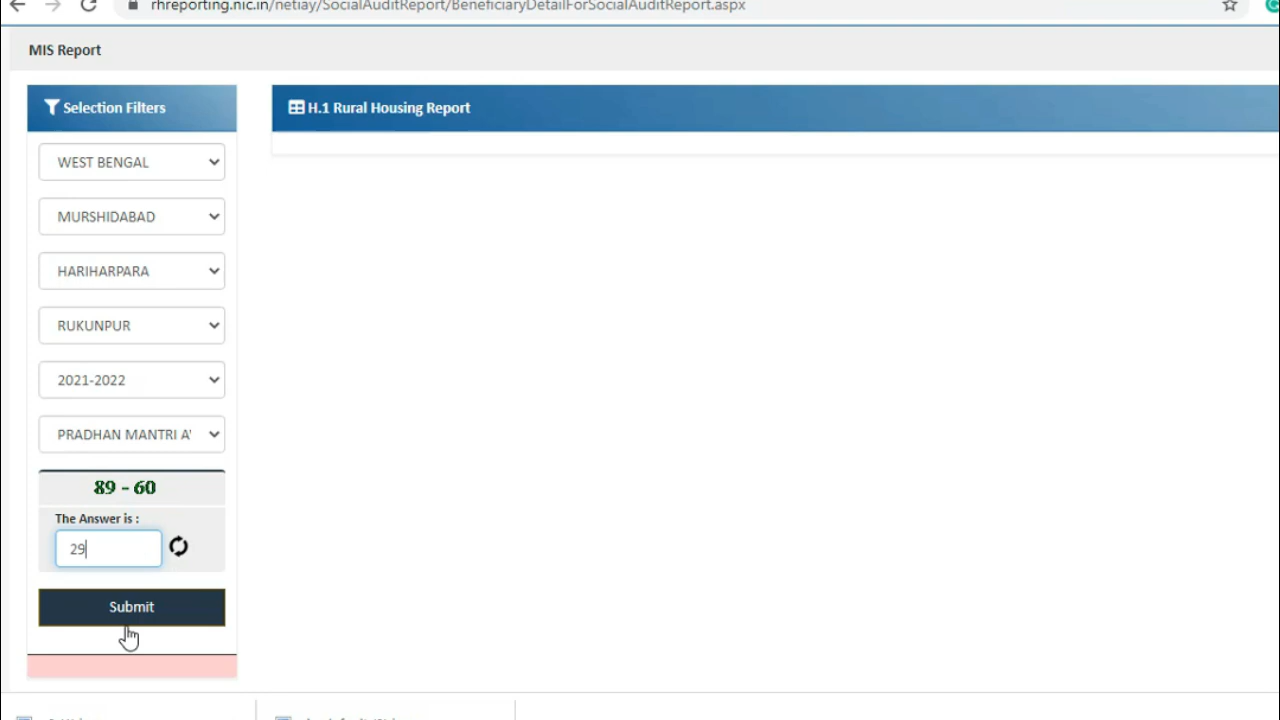 rhreporting.nic.in/netiay/SocialAuditReport/BeneficiaryDetailForSocialAuditReport.aspx
MIS Report
Selection Filters
H.1 Rural Housing Report
WEST BENGAL
MURSHIDABAD
HARIHARPARA
RUKUNPUR
2021-2022
PRADHAN MANTRI A
89 - 60
The Answer is :
29
Submit